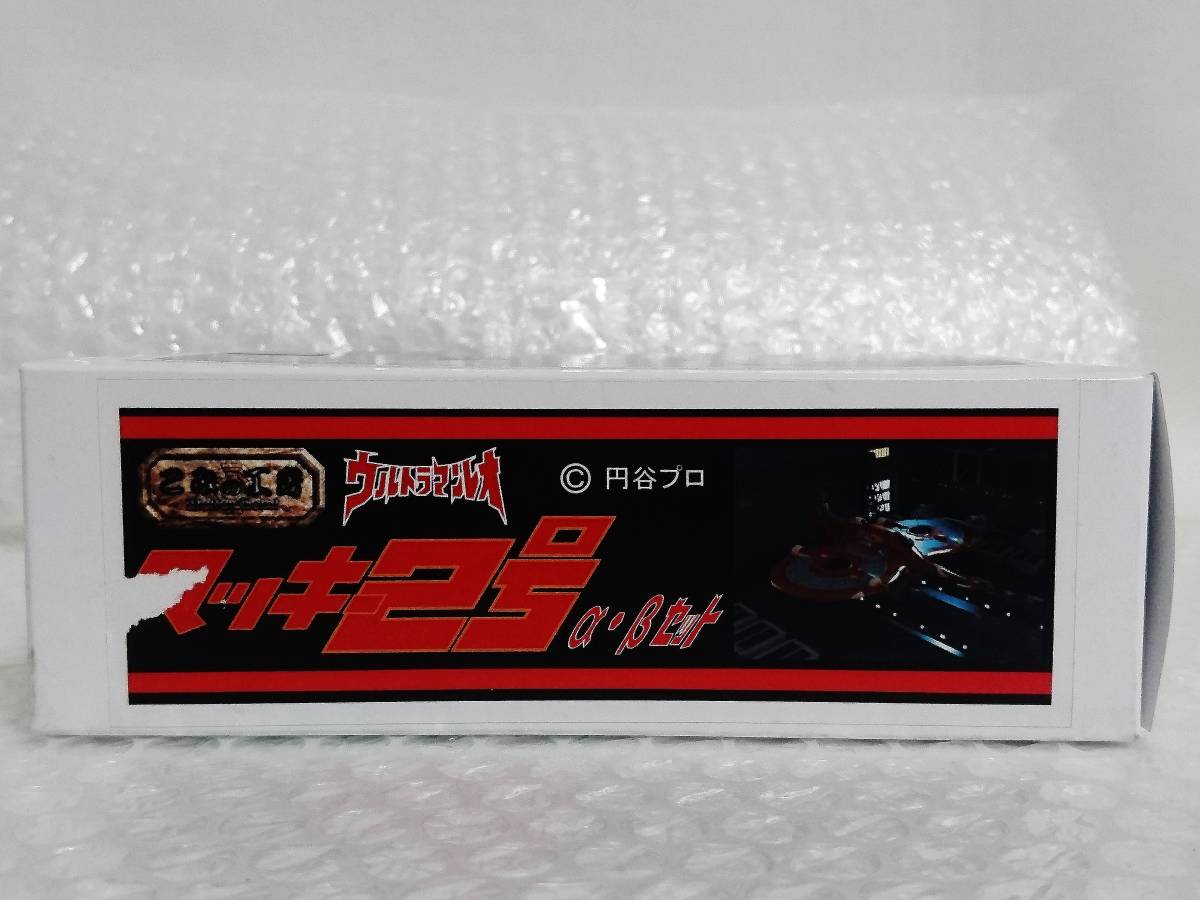 ウルトラマンレオ
© 円谷プロ
マッキー2号
α・βセット